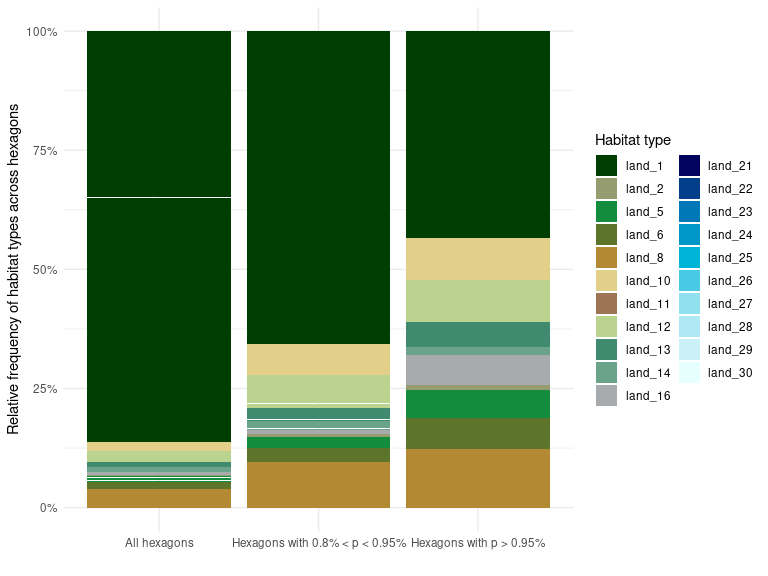 Relative frequency of habitat types across hexagons
100%
75%
50%
25%
0%
All hexagons
Hexagons with 0.8% < p < 0.95%
Hexagons with p > 0.95%
Habitat type
land_1
land_2
land_5
land_6
land_8
land_10
land_11
land_12
land_13
land_14
land_16
land_21
land_22
land_23
land_24
land_25
land_26
land_27
land_28
land_29
land_30